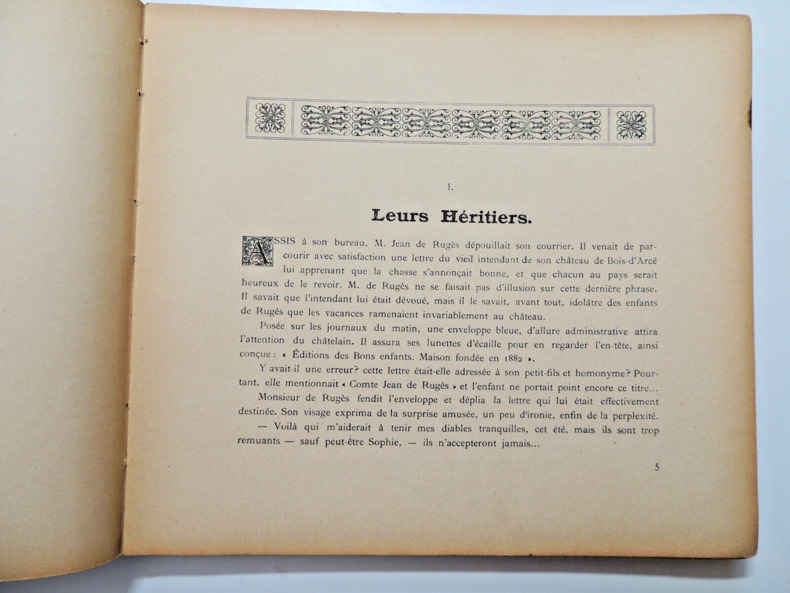 I.
Leurs Héritiers.
ASSIS à son bureau, M. Jean de Rugès dépouillait son courrier. Il venait de par-
courir avec satisfaction une lettre du vieil intendant de son château de Bois-d'Arcé
lui apprenant que la chasse s'annonçait bonne, et que chacun au pays serait
heureux de le revoir. M. de Rugès ne se faisait pas d'illusion sur cette dernière phrase.
Il savait que l'intendant lui était dévoué, mais il le savait, avant tout, idolâtre des enfants
de Rugès que les vacances ramenaient invariablement au château.
Posée sur les journaux du matin, une enveloppe bleue, d'allure administrative attira
l'attention du châtelain. Il assura ses lunettes d'écaille pour en regarder l'en-tête, ainsi
conçue : « Éditions des Bons enfants. Maison fondée en 1882 ».
Y avait-il une erreur? cette lettre était-elle adressée à son petit-fils et homonyme? Pour-
tant, elle mentionnait « Comte Jean de Rugès » et l'enfant ne portait point encore ce titre...
Monsieur de Rugès fendit l'enveloppe et déplia la lettre qui lui était effectivement
destinée. Son visage exprima de la surprise amusée, un peu d'ironie, enfin de la perplexité.
— Voilà qui m'aiderait à tenir mes diables tranquilles, cet été, mais ils sont trop
remuants — sauf peut-être Sophie, — ils n'accepteront jamais...
5